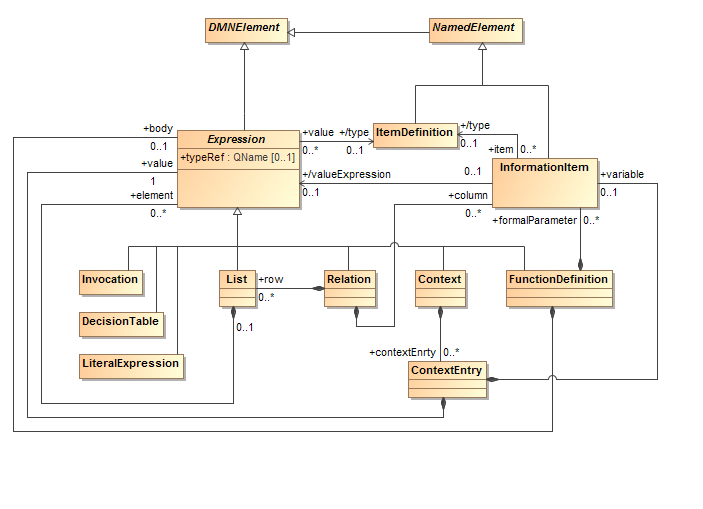 DMNElement
NamedElement
+body
0..1
+value
1
+element
0..*
Expression
+typeRef : QName [0..1]
+value
0..*
+/type
0..1
ItemDefinition
+/type
0..1
+item
0..*
+/valueExpression
0..1
0..1
InformationItem
+variable
0..1
+column
0..*
+formalParameter
0..*
Invocation
DecisionTable
LiteralExpression
List
+row
0..*
0..1
Relation
Context
FunctionDefinition
+contextEnrty
0..*
ContextEntry